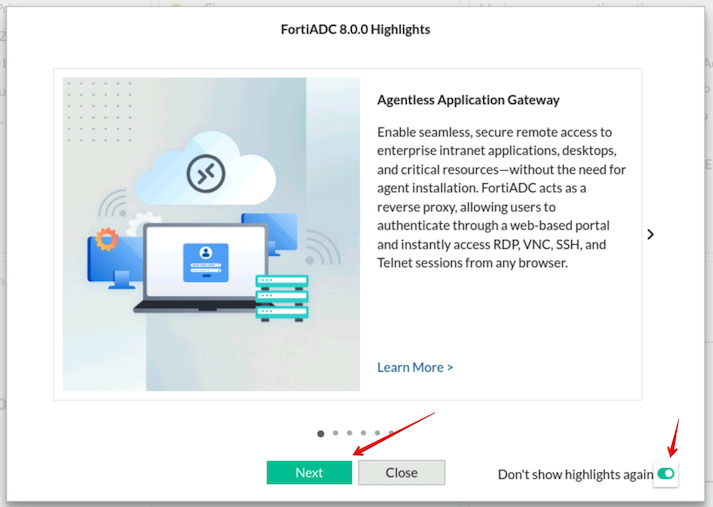 FortiADC 8.0.0 Highlights
Agentless Application Gateway
Enable seamless, secure remote access to
enterprise intranet applications, desktops,
and critical resources—without the need for
agent installation. FortiADC acts as a
reverse proxy, allowing users to
authenticate through a web-based portal
and instantly access RDP, VNC, SSH, and
Telnet sessions from any browser.
Learn More >
Next
Close
Don't show highlights again